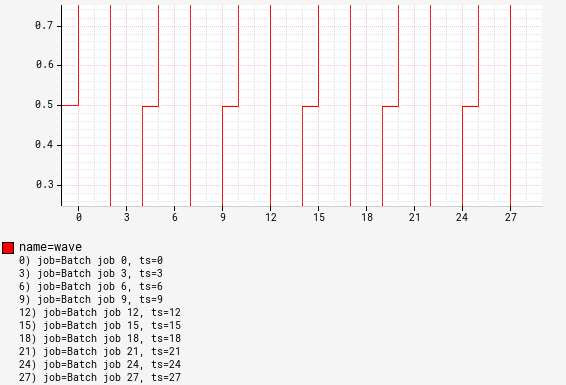 0.7
0.6
0.5
0.4
0.3
0 3 6 9 12 15 18 21 24 27
name=wave
0) job=Batch job 0, ts=0
3) job=Batch job 3, ts=3
6) job=Batch job 6, ts=6
9) job=Batch job 9, ts=9
12) job=Batch job 12, ts=12
15) job=Batch job 15, ts=15
18) job=Batch job 18, ts=18
21) job=Batch job 21, ts=21
24) job=Batch job 24, ts=24
27) job=Batch job 27, ts=27